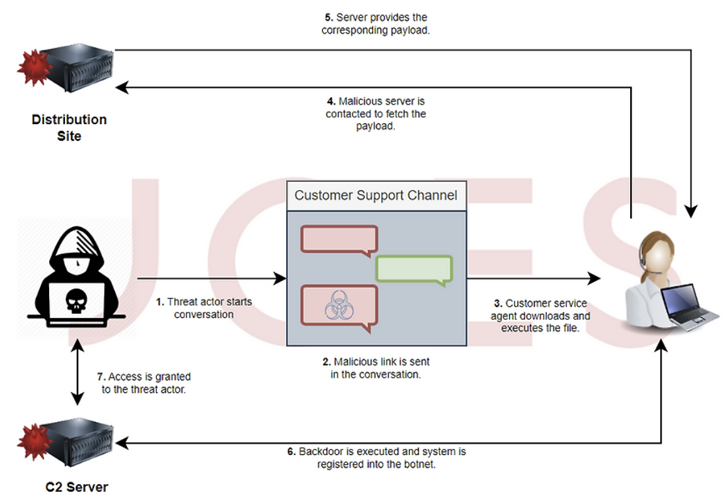 5. Server provides the
corresponding payload.
4. Malicious server is
contacted to fetch the
payload.
Distribution
Site
JOES
Customer Support Channel
1. Threat actor starts
conversation
3. Customer service
agent downloads and
executes the file.
2. Malicious link is sent
in the conversation.
7. Access is granted
to the threat actor.
6. Backdoor is executed and system is
registered into the botnet.
C2 Server